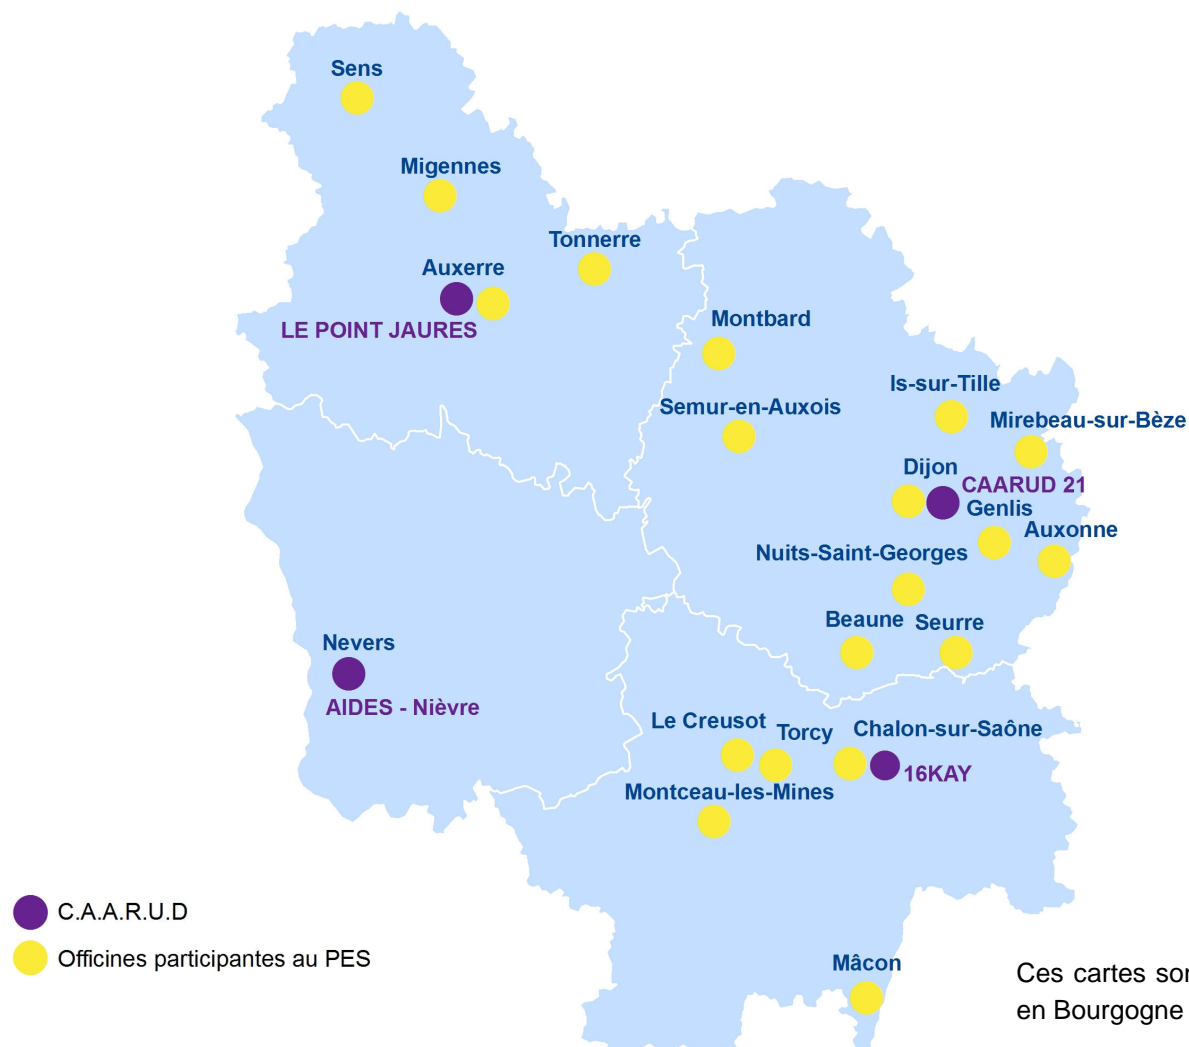 Sens
Migennes
Tonnerre
Auxerre
LE POINT JAURES
Montbard
Is-sur-Tille
Semur-en-Auxois
Mirebeau-sur-Bèze
Dijon
CAARUD 21
Genlis
Auxonne
Nuits-Saint-Georges
Beaune
Seurre
Nevers
AIDES - Nièvre
Le Creusot
Torcy
Chalon-sur-Saône
16KAY
Montceau-les-Mines
C.A.A.R.U.D
Officines participantes au PES
Mâcon
Ces cartes
en Bourgogne